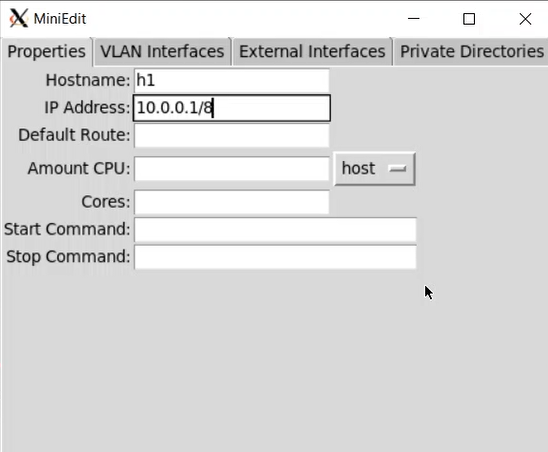 MiniEdit
Properties VLAN Interfaces External Interfaces Private Directories
Hostname: h1
IP Address: 10.0.0.1/8
Default Route:
Amount CPU: host
Cores:
Start Command:
Stop Command: